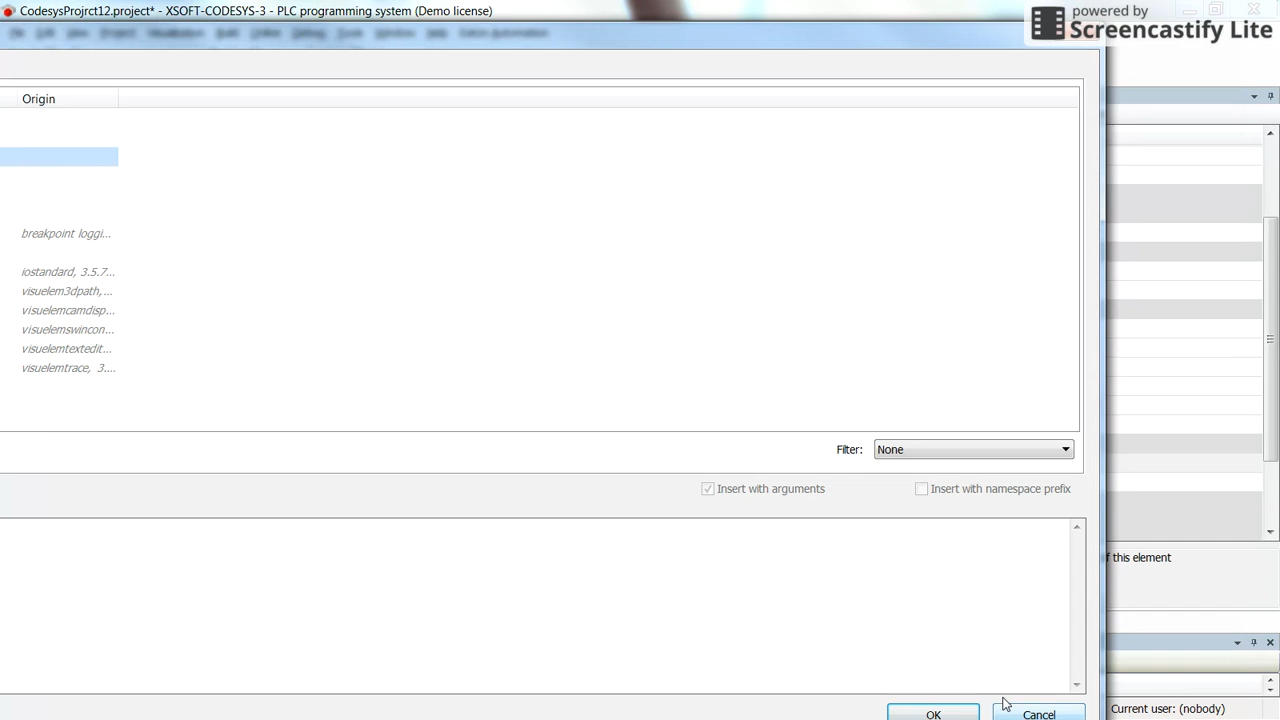 CodesysProjrct12.project* - XSOFT-CODESYS-3 - PLC programming system (Demo license)
powered by
Screencastify Lite
Origin
breakpoint loggi...
iostandard, 3.5.7...
visuelem3dpath,...
visuelemcamdisp...
visuelemswincon...
visuelemtextedit...
visuelemtrace, 3....
Filter:
None
Insert with arguments
Insert with namespace prefix
f this element
OK
Cancel
Current user: (nobody)